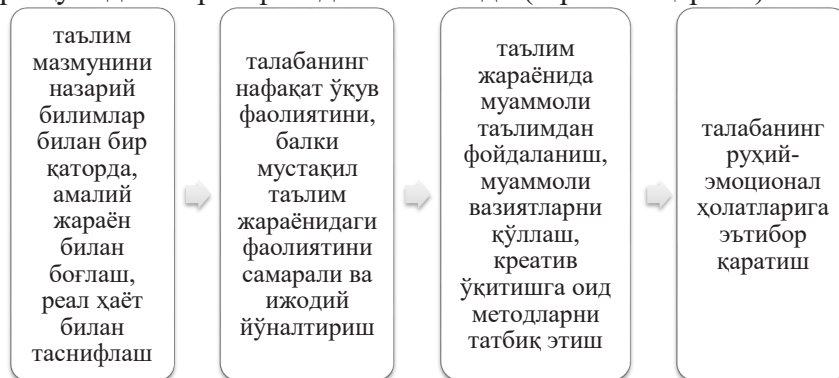 таълим
мазмунини
назарий
билимлар
билан бир
қаторда,
амалий
жараён
билан
боғлаш,
реал ҳаёт
билан
таснифлаш
талабанинг
нафақат ўқув
фаолиятини,
балки
мустақил
таълим
жараёнидаги
фаолиятини
самарали ва
ижодий
йўналтириш
таълим
жараёнида
муаммоли
таълимдан
фойдаланиш,
муаммоли
вазиятларни
қўллаш,
креатив
ўқитишга оид
методларни
татбиқ этиш
талабанинг
руҳий-
эмоционал
ҳолатларига
эътибор
қаратиш